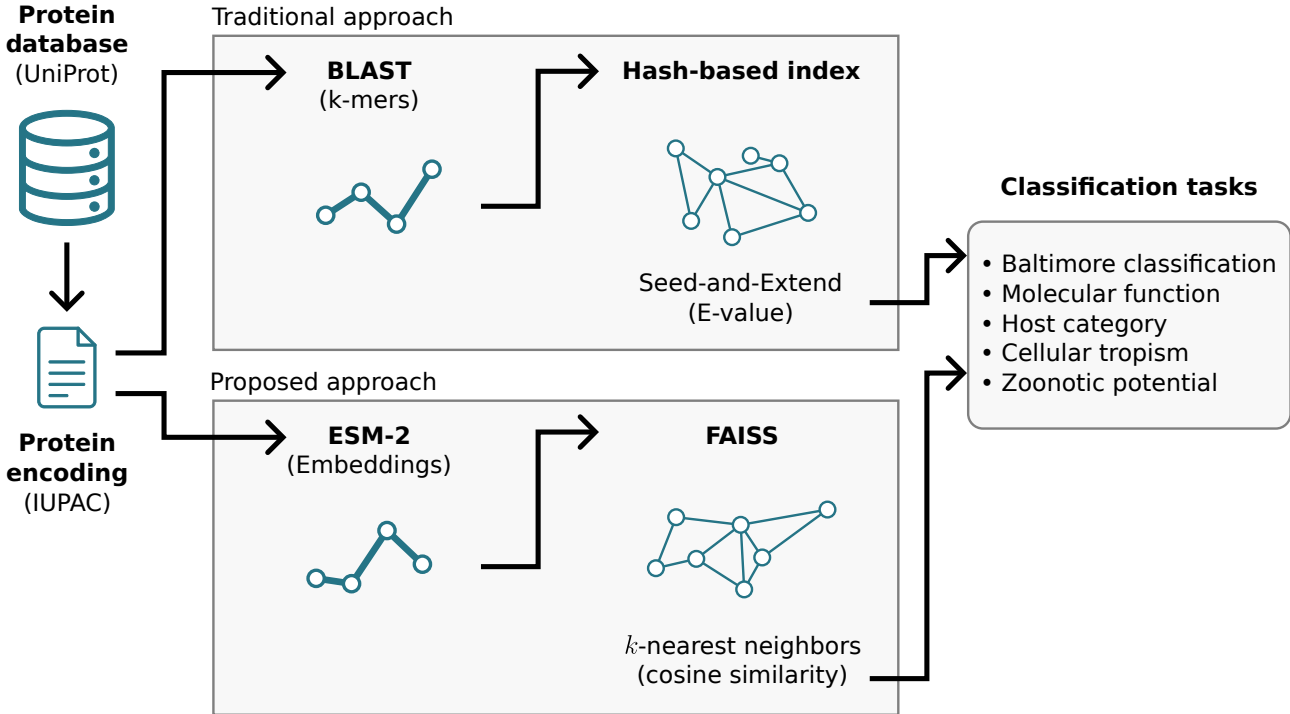 Protein
database
(UniProt)
Protein
encoding
(IUPAC)
Traditional approach
BLAST
(k-mers)
Hash-based index
Seed-and-Extend
(E-value)
Proposed approach
ESM-2
(Embeddings)
FAISS
k-nearest neighbors
(cosine similarity)
Classification tasks
• Baltimore classification
• Molecular function
• Host category
• Cellular tropism
• Zoonotic potential